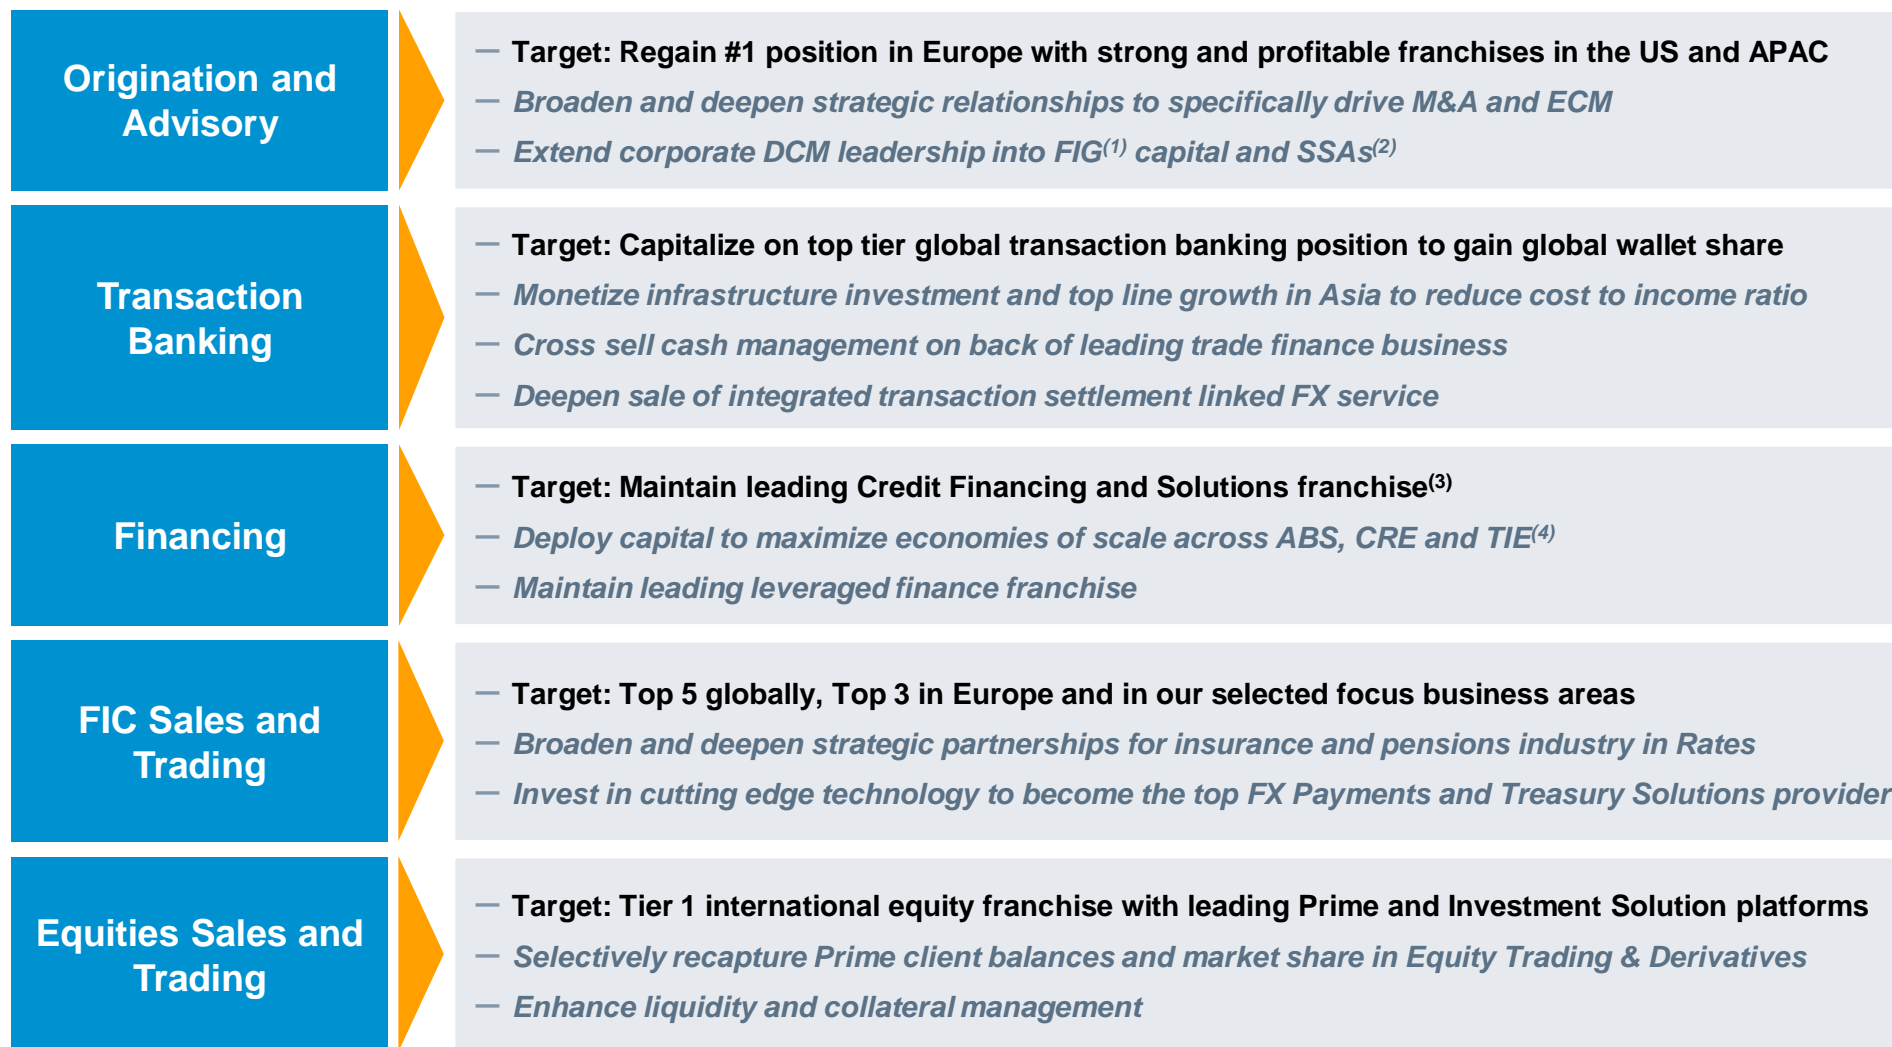 Origination and
Advisory
— Target: Regain #1 position in Europe with strong and profitable franchises in the US and APAC
— Broaden and deepen strategic relationships to specifically drive M&A and ECM
— Extend corporate DCM leadership into FIG(1) capital and SSAs(2)
Transaction
Banking
— Target: Capitalize on top tier global transaction banking position to gain global wallet share
— Monetize infrastructure investment and top line growth in Asia to reduce cost to income ratio
— Cross sell cash management on back of leading trade finance business
— Deepen sale of integrated transaction settlement linked FX service
Financing
— Target: Maintain leading Credit Financing and Solutions franchise(3)
— Deploy capital to maximize economies of scale across ABS, CRE and TIE(4)
— Maintain leading leveraged finance franchise
FIC Sales and
Trading
— Target: Top 5 globally, Top 3 in Europe and in our selected focus business areas
— Broaden and deepen strategic partnerships for insurance and pensions industry in Rates
— Invest in cutting edge technology to become the top FX Payments and Treasury Solutions provider
Equities Sales and
Trading
— Target: Tier 1 international equity franchise with leading Prime and Investment Solution platforms
— Selectively recapture Prime client balances and market share in Equity Trading & Derivatives
— Enhance liquidity and collateral management